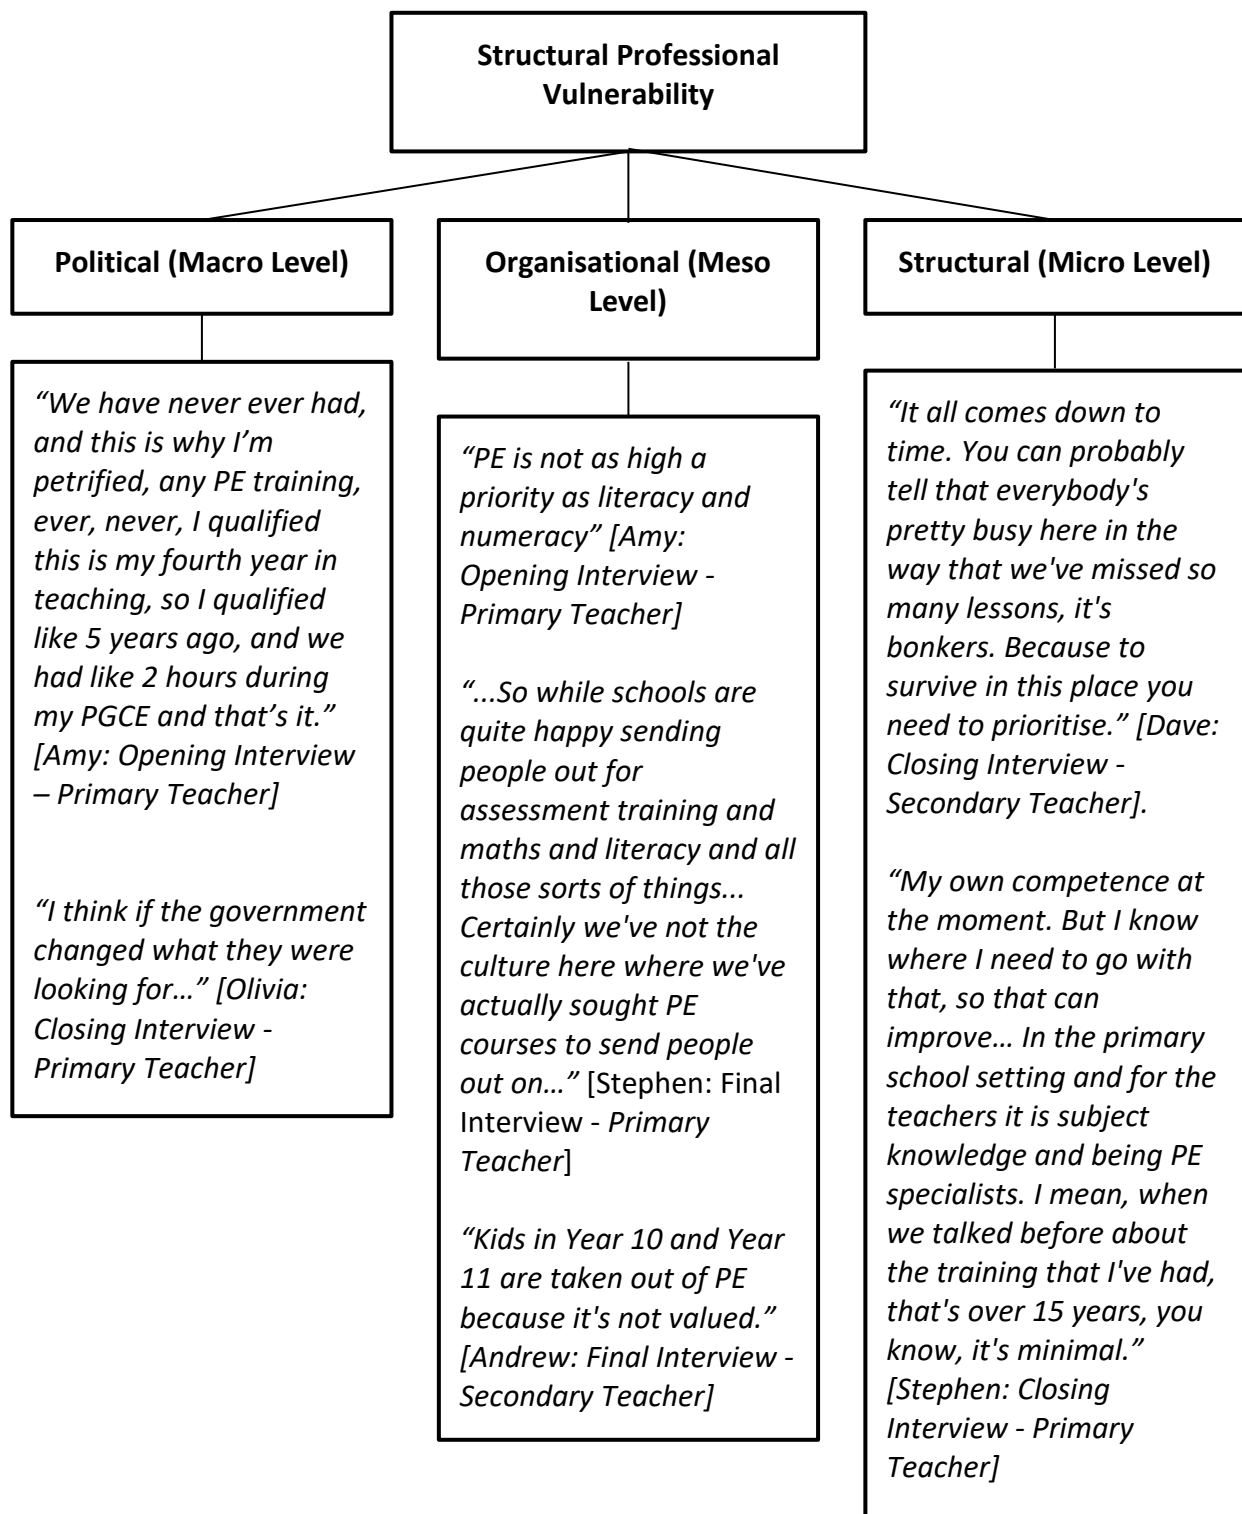 Structural Professional
Vulnerability
Political (Macro Level)
“We have never ever had,
and this is why I’m
petrified, any PE training,
ever, never, I qualified
this is my fourth year in
teaching, so I qualified
like 5 years ago, and we
had like 2 hours during
my PGCE and that’s it.”
[Amy: Opening Interview
– Primary Teacher]
“I think if the government
changed what they were
looking for…” [Olivia:
Closing Interview -
Primary Teacher]
Organisational (Meso
Level)
“PE is not as high a
priority as literacy and
numeracy” [Amy:
Opening Interview -
Primary Teacher]
“...So while schools are
quite happy sending
people out for
assessment training and
maths and literacy and all
those sorts of things...
Certainly we've not the
culture here where we've
actually sought PE
courses to send people
out on…” [Stephen: Final
Interview - Primary
Teacher]
“Kids in Year 10 and Year
11 are taken out of PE
because it's not valued.”
[Andrew: Final Interview -
Secondary Teacher]
Structural (Micro Level)
“It all comes down to
time. You can probably
tell that everybody's
pretty busy here in the
way that we've missed so
many lessons, it's
bonkers. Because to
survive in this place you
need to prioritise.” [Dave:
Closing Interview -
Secondary Teacher].
“My own competence at
the moment. But I know
where I need to go with
that, so that can
improve… In the primary
school setting and for the
teachers it is subject
knowledge and being PE
specialists. I mean, when
we talked before about
the training that I've had,
that's over 15 years, you
know, it's minimal.”
[Stephen: Closing
Interview - Primary
Teacher]